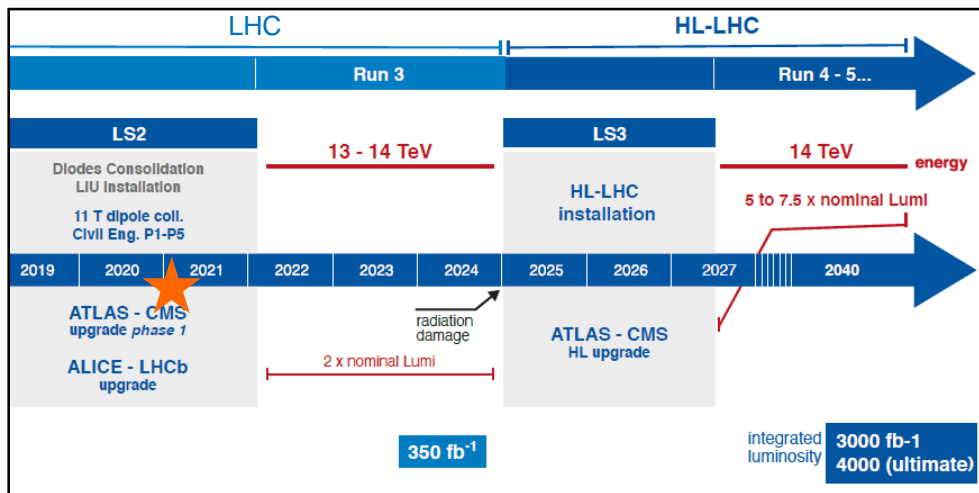 LHC
HL-LHC
Run 3
Run 4 - 5...
LS2
LS3
Diodes Consolidation
LIU Installation
11 T dipole coll.
Civil Eng. P1-P5
13 - 14 TeV
HL-LHC
installation
14 TeV
energy
5 to 7.5 x nominal Lumi
2019
2020
2021
2022
2023
2024
2025
2026
2027
2040
ATLAS - CMS
upgrade phase 1
ALICE - LHCb
upgrade
radiation
damage
2 x nominal Lumi
ATLAS - CMS
HL upgrade
350 fb⁻¹
integrated
luminosity
3000 fb-1
4000 (ultimate)